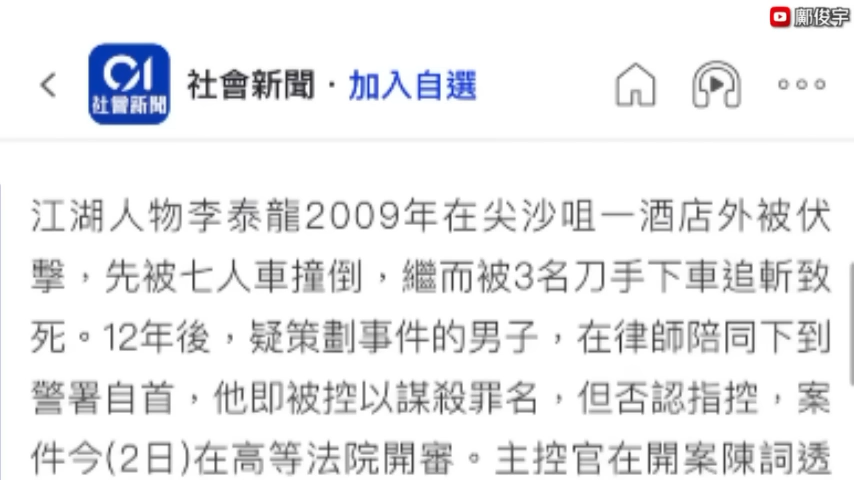 鄺俊宇
01
社會新聞
社會新聞·加入自選
江湖人物李泰龍2009年在尖沙咀一酒店外被伏
擊，先被七人車撞倒，繼而被3名刀手下車追斬致
死。12年後，疑策劃事件的男子，在律師陪同下到
警署自首，他即被控以謀殺罪名，但否認指控，案
件今(2日)在高等法院開審。主控官在開案陳詞透